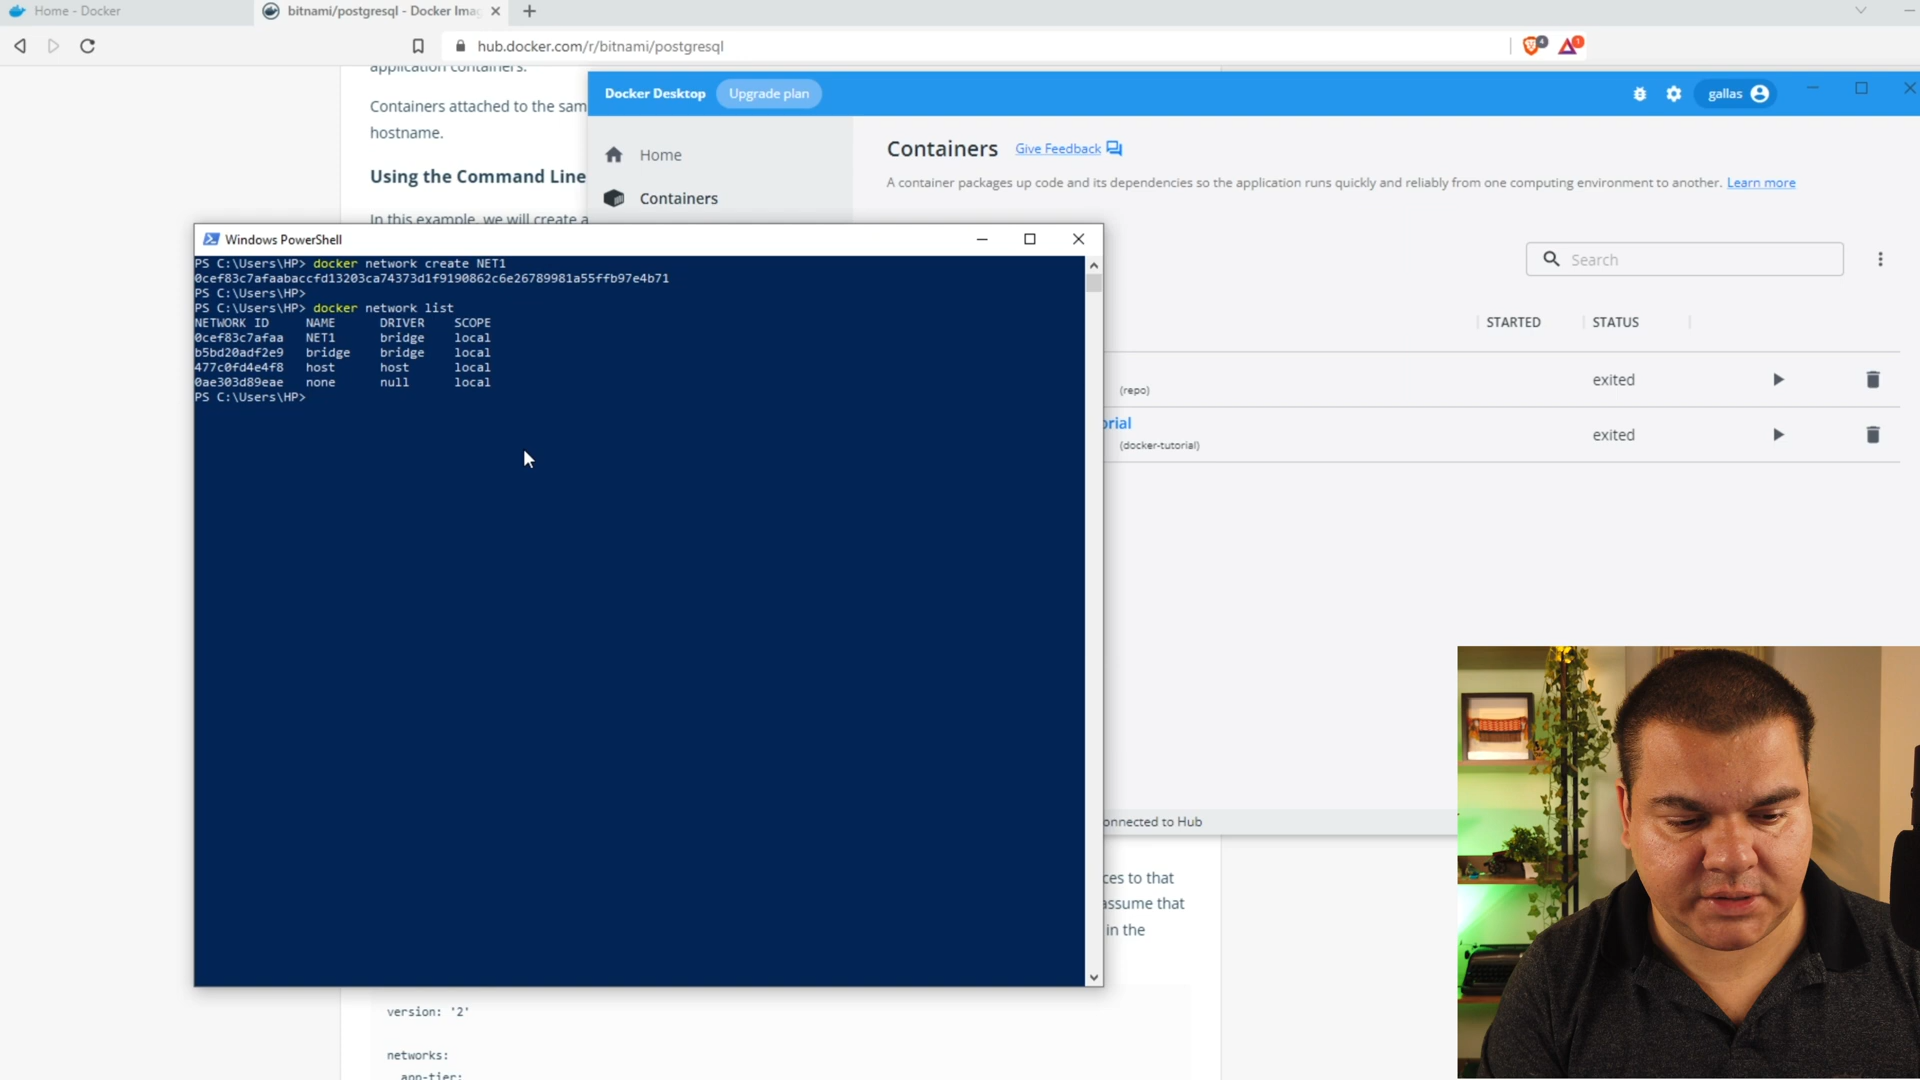 Home - Docker
bitnami/postgresql - Docker Ima
hub.docker.com/r/bitnami/postgresql
4
1
application containers.
Containers attached to the sam
hostname.
Using the Command Line
In this example, we will create a
Docker Desktop
Upgrade plan
gallas
Home
Containers
Containers
Give Feedback
A container packages up code and its dependencies so the application runs quickly and reliably from one computing environment to another. Learn more
Search
STARTED
STATUS
(repo)
exited
orial
(docker-tutorial)
exited
onnected to Hub
Windows PowerShell
PS C:\Users\HP> docker network create NET1
0cef83c7afaabaccfd13203ca74373d1f9190862c6e26789981a55ffb97e4b71
PS C:\Users\HP>
PS C:\Users\HP> docker network list
NETWORK ID NAME DRIVER SCOPE
0cef83c7afaa NET1 bridge local
b5bd20adf2e9 bridge bridge local
477c0fd4e4f8 host host local
0ae303d89eae none null local
PS C:\Users\HP>
ces to that
assume that
in the
version: '2'
networks:
app-tier: